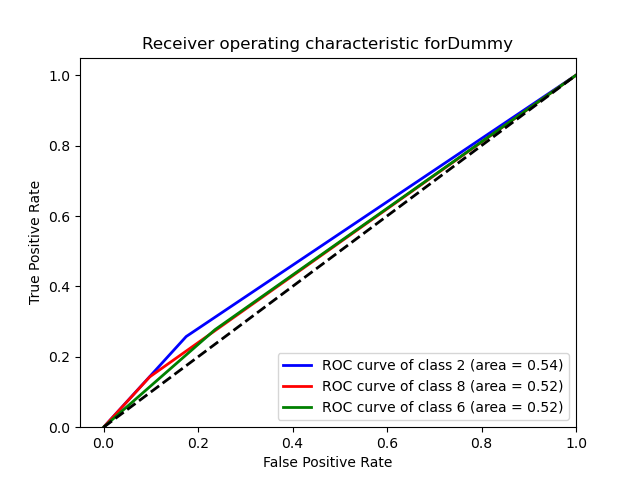 Receiver operating characteristic forDummy
True Positive Rate
1.0
0.8
0.6
0.4
0.2
0.0
ROC curve of class 2 (area = 0.54)
ROC curve of class 8 (area = 0.52)
ROC curve of class 6 (area = 0.52)
0.0 0.2 0.4 0.6 0.8 1.0
False Positive Rate